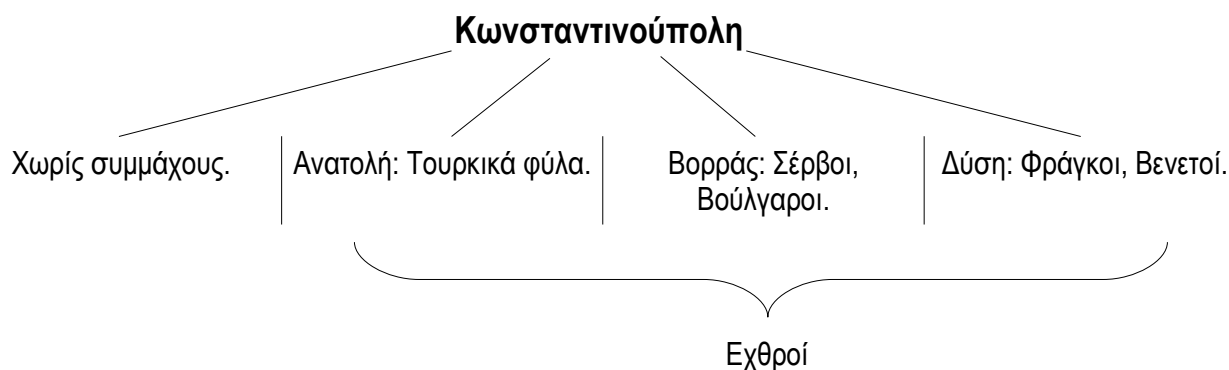 Κωνσταντινούπολη
Χωρίς συμμάχους.
Ανατολή: Τουρκικά φύλα.
Βορράς: Σέρβοι,
Βούλγαροι.
Δύση: Φράγκοι, Βενετοί.
Εχθροί